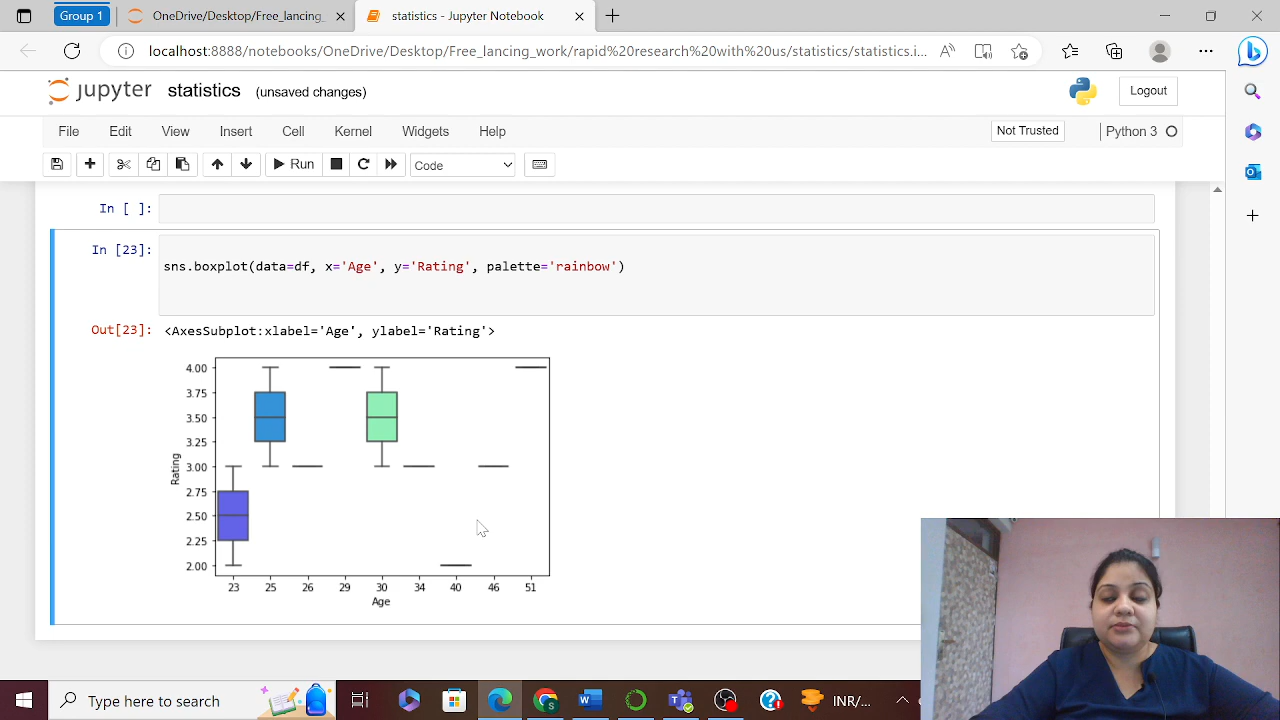 Group 1
OneDrive/Desktop/Free_lancing_
statistics - Jupyter Notebook
localhost:8888/notebooks/OneDrive/Desktop/Free_lancing_work/rapid%20research%20with%20us/statistics/statistics.i...
jupyter statistics (unsaved changes)
Logout
File Edit View Insert Cell Kernel Widgets Help
Not Trusted
Python 3
Run
Code
In [ ]:
In [23]:
sns.boxplot(data=df, x='Age', y='Rating', palette='rainbow')
Out[23]: <AxesSubplot:xlabel='Age', ylabel='Rating'>
4.00
3.75
3.50
3.25
3.00
2.75
2.50
2.25
2.00
Rating
23 25 26 29 30 34 40 46 51
Age
Type here to search
INR/...